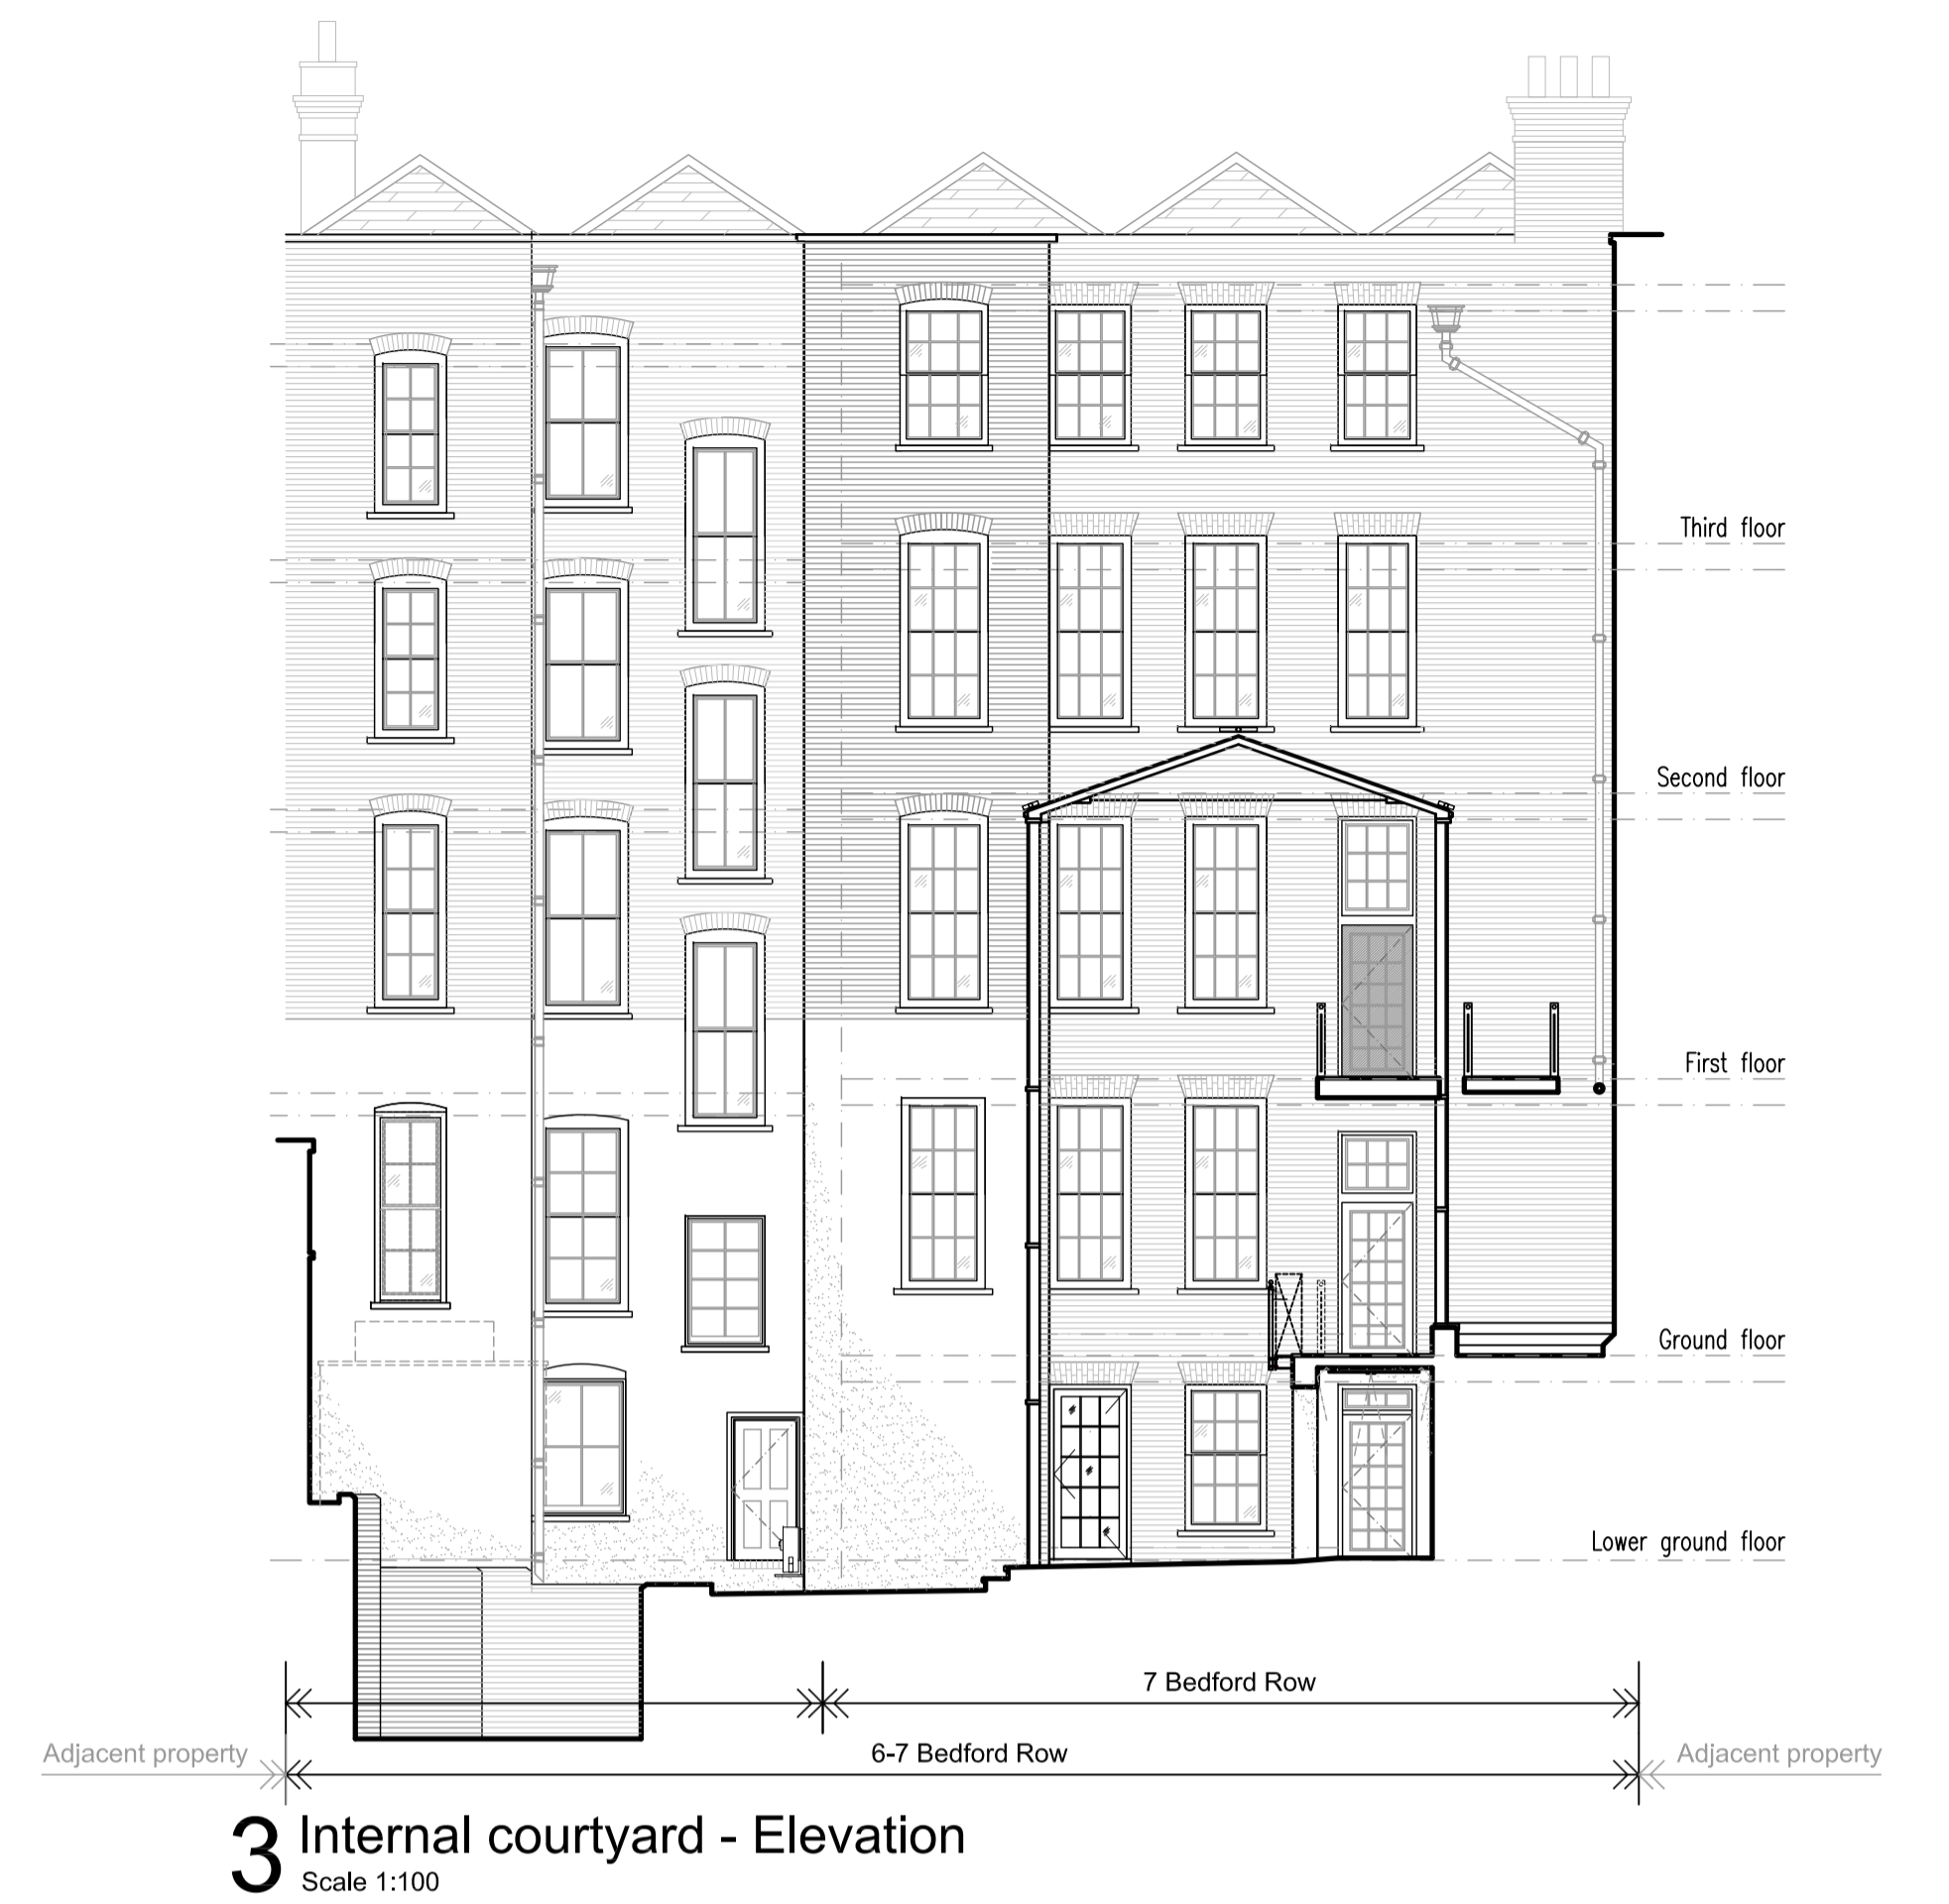 Third floor
Second floor
First floor
Ground floor
Lower ground floor
7 Bedford Row
Adjacent property
6-7 Bedford Row
Adjacent property
3 Internal courtyard - Elevation
Scale 1:100